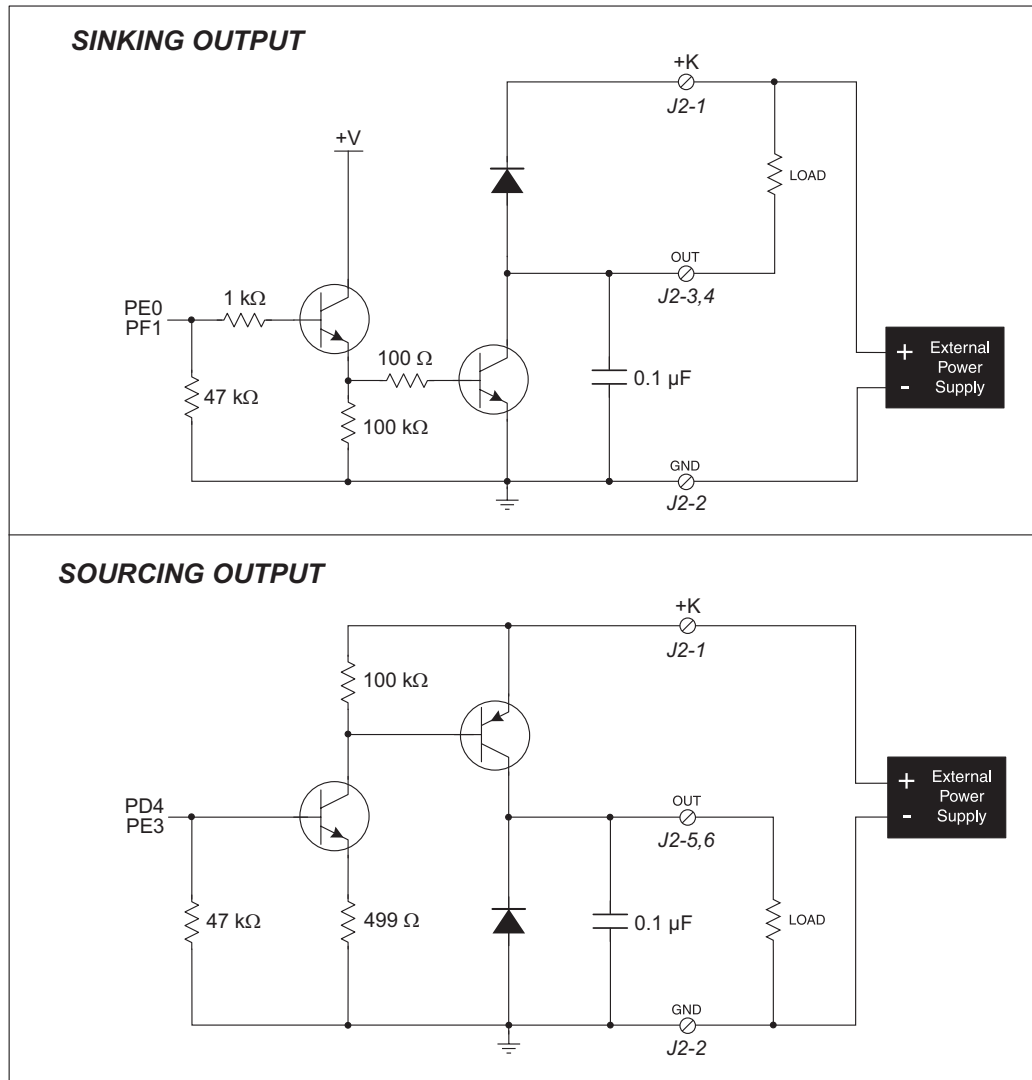 SINKING OUTPUT
+K
J2-1
+V
LOAD
OUT
J2-3,4
PE0
PF1
1 kΩ
100 Ω
47 kΩ
100 kΩ
0.1 µF
+ External
Power
- Supply
GND
J2-2
SOURCING OUTPUT
+K
J2-1
100 kΩ
+ External
Power
- Supply
PD4
PE3
OUT
J2-5,6
47 kΩ
499 Ω
0.1 µF
LOAD
GND
J2-2